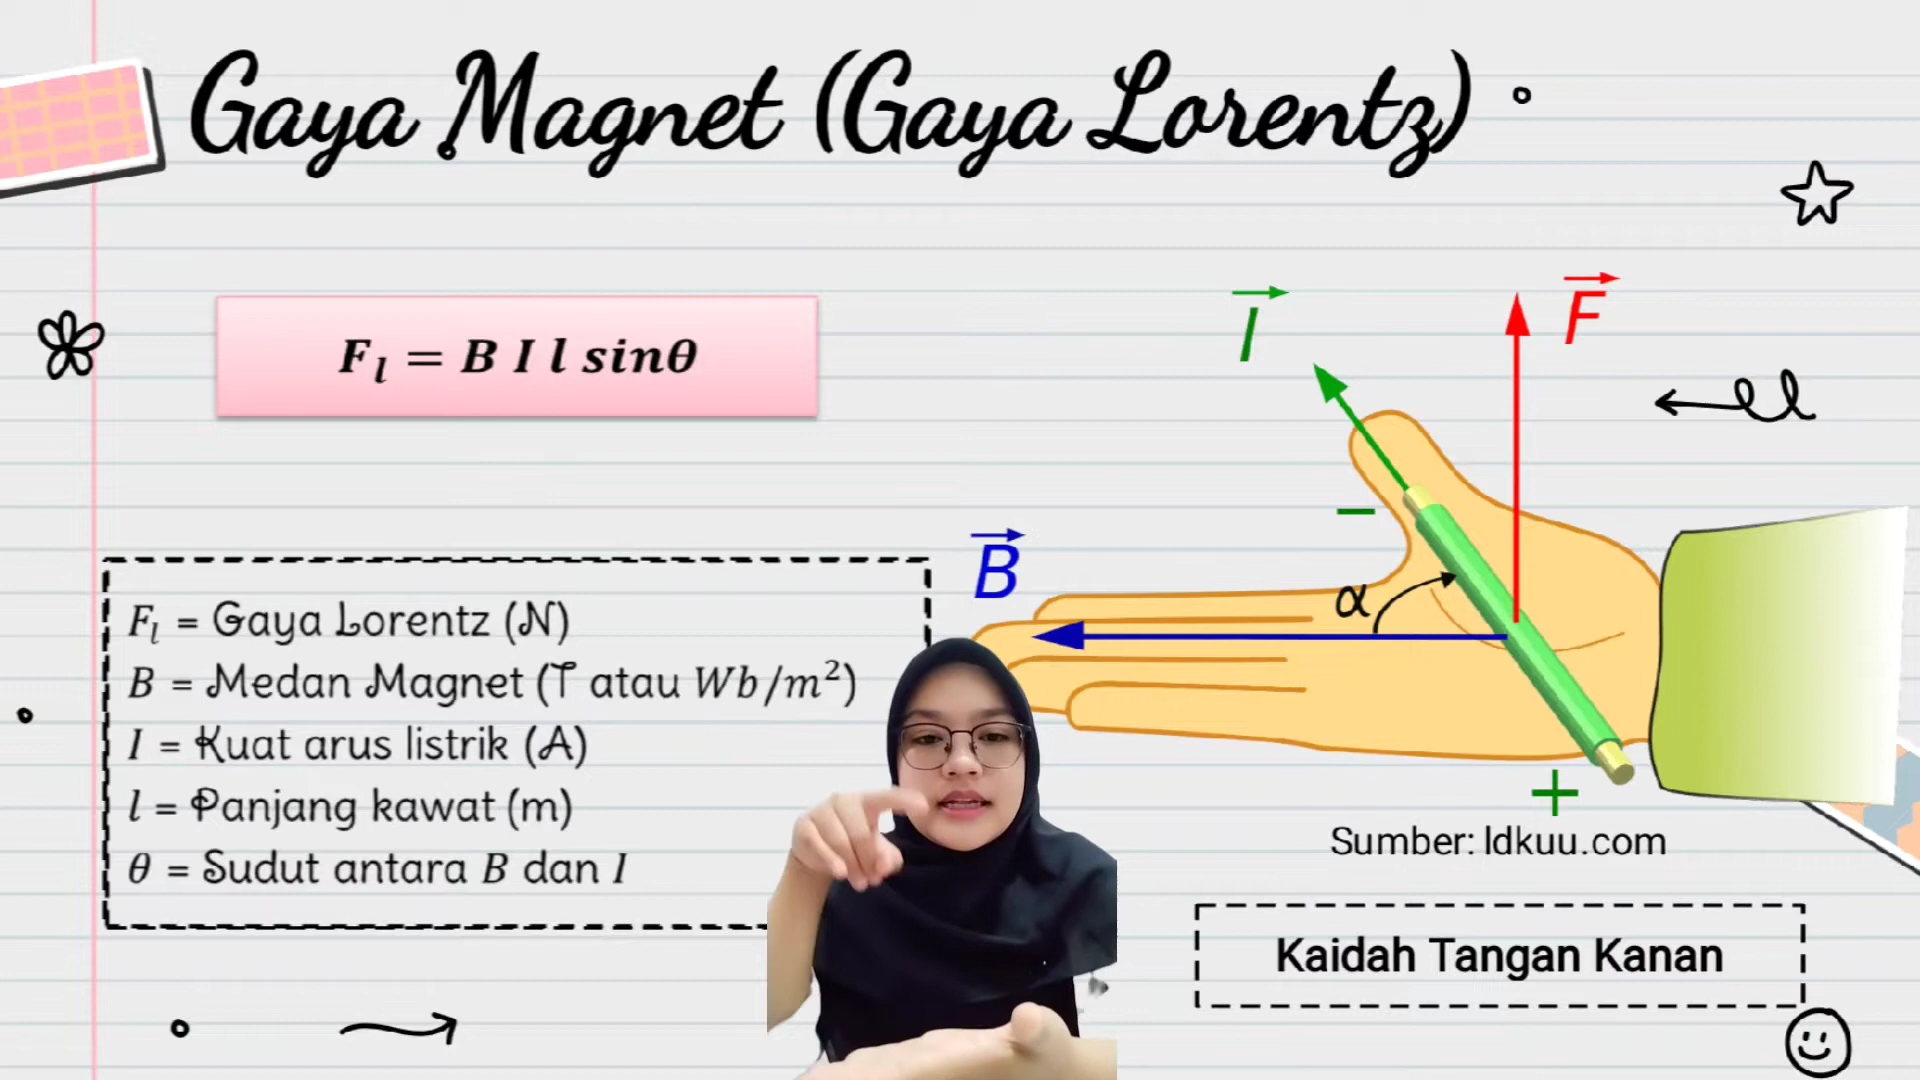 Gaya Magnet (Gaya Lorentz)
F_l = B I l sinθ
F_l = Gaya Lorentz (N)
B = Medan Magnet (T atau Wb/m²)
I = Kuat arus listrik (A)
l = Panjang kawat (m)
θ = Sudut antara B dan I
I
F
B
α
−
+
Sumber: ldkuu.com
Kaidah Tangan Kanan